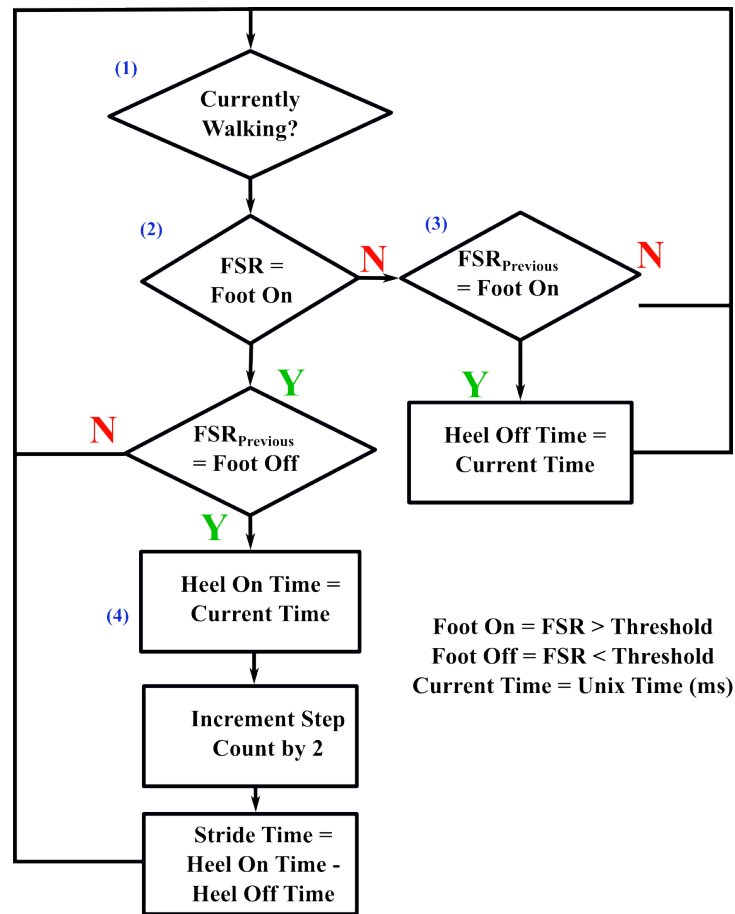 (1)
Currently
Walking?
(2)
FSR =
Foot On
N
(3)
FSRPrevious
= Foot On
N
Y
Heel Off Time =
Current Time
Y
N
FSRPrevious
= Foot Off
Y
(4)
Heel On Time =
Current Time
Increment Step
Count by 2
Stride Time =
Heel On Time -
Heel Off Time
Foot On = FSR > Threshold
Foot Off = FSR < Threshold
Current Time = Unix Time (ms)